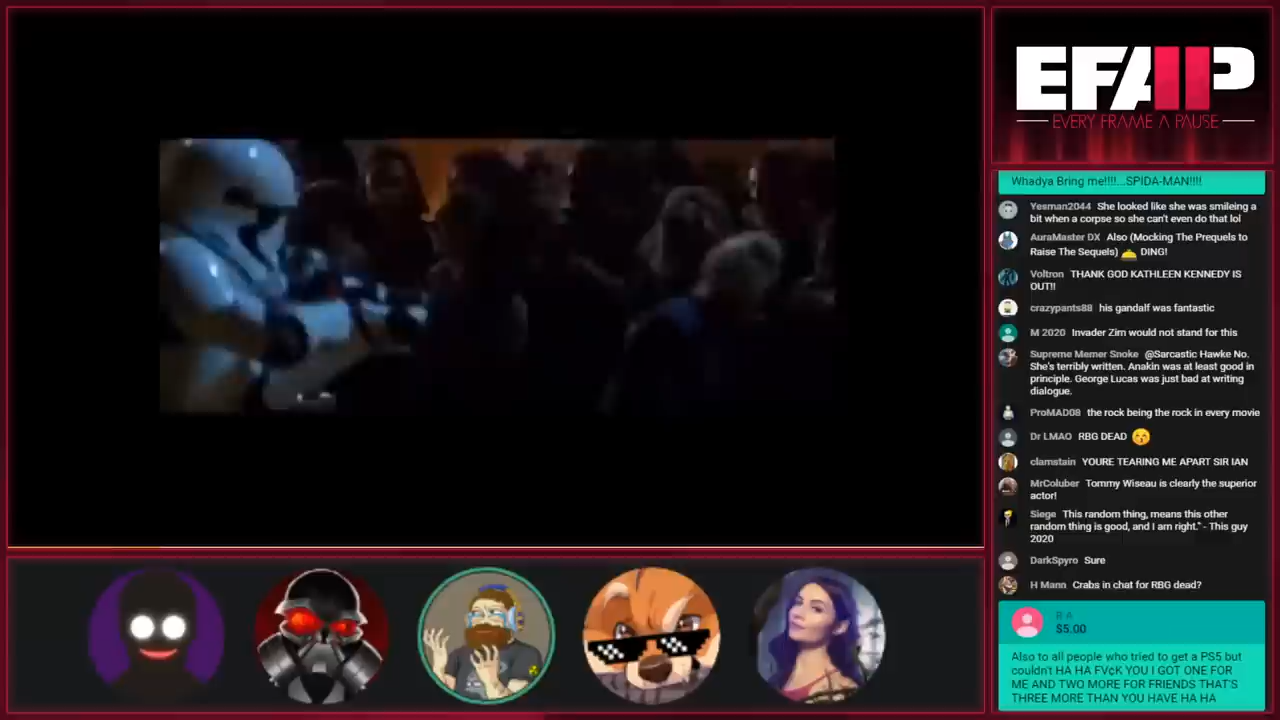 EFAP
EVERY FRAME A PAUSE
Whadya Bring me!!!!...SPIDA-MAN!!!!
Yesman2044 She looked like she was smileing a
bit when a corpse so she can't even do that lol
AuraMaster DX Also (Mocking The Prequels to
Raise The Sequels) DING!
Voltron THANK GOD KATHLEEN KENNEDY IS
OUT!!
crazypants88 his gandalf was fantastic
M 2020 Invader Zim would not stand for this
Supreme Memer Snoke @Sarcastic Hawke No.
She's terribly written. Anakin was at least good in
principle. George Lucas was just bad at writing
dialogue.
ProMAD08 the rock being the rock in every movie
Dr LMAO RBG DEAD
clamstain YOURE TEARING ME APART SIR IAN
MrColuber Tommy Wiseau is clearly the superior
actor!
Siege This random thing, means this other
random thing is good, and I am right." - This guy
2020
DarkSpyro Sure
H Mann Crabs in chat for RBG dead?
R A
$5.00
Also to all people who tried to get a PS5 but
couldn't HA HA FV¢K YOU I GOT ONE FOR
ME AND TWO MORE FOR FRIENDS THAT'S
THREE MORE THAN YOU HAVE HA HA